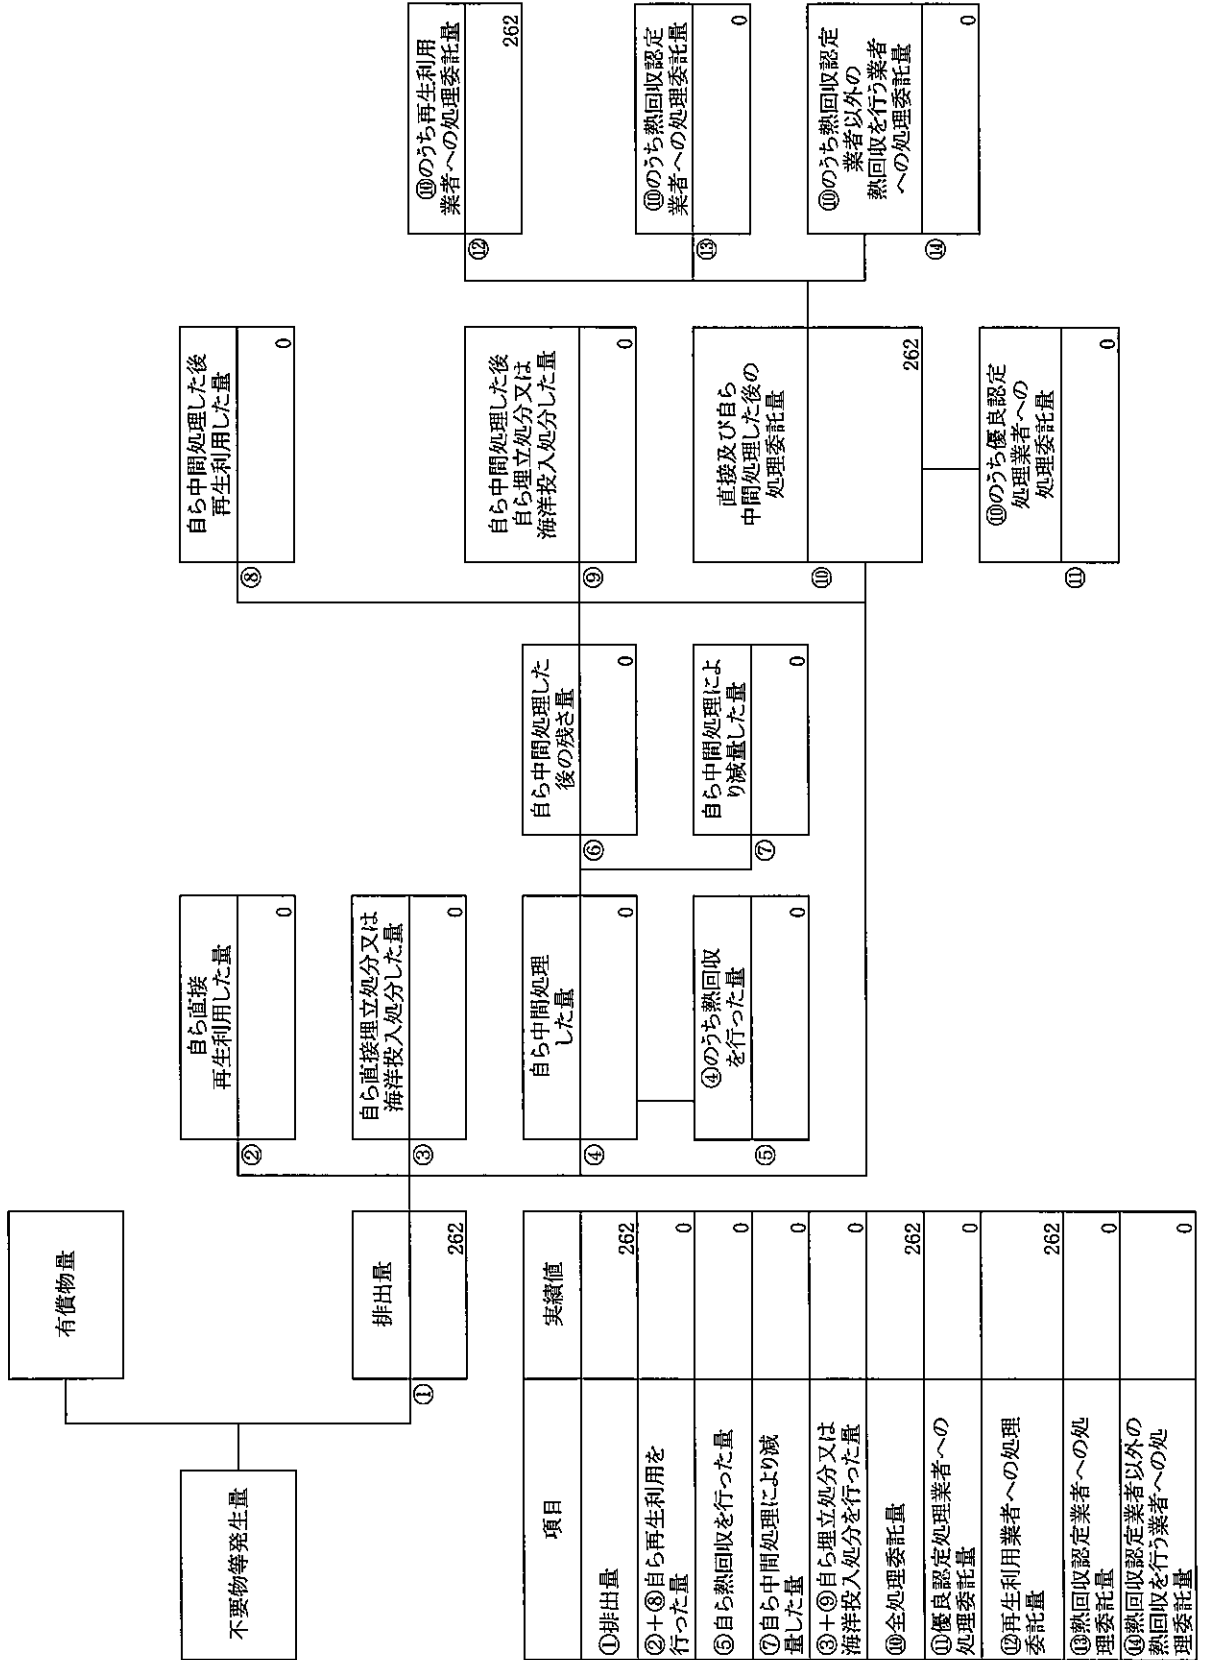 不要物等発生量
有償物量
①
排出量
262
②
自ら直接
再生利用した量
0
③
自ら直接埋立処分又は
海洋投入処分した量
0
④
自ら中間処理
した量
0
⑤
④のうち熱回収
を行った量
0
⑥
自ら中間処理した
後の残さ量
0
⑦
自ら中間処理によ
り減量した量
0
⑧
自ら中間処理した後
再生利用した量
0
⑨
自ら中間処理した後
自ら埋立処分又は
海洋投入処分した量
0
⑩
直接及び自ら
中間処理した後の
処理委託量
262
⑪
⑩のうち優良認定
処理業者への
処理委託量
0
⑫
⑩のうち再生利用
業者への処理委託量
262
⑬
⑩のうち熱回収認定
業者への処理委託量
0
⑭
⑩のうち熱回収認定
業者以外の
熱回収を行う業者
への処理委託量
0
項目 実績値
①排出量 262
②+⑧自ら再生利用を
行った量 0
⑤自ら熱回収を行った量 0
⑦自ら中間処理により減
量した量 0
③+⑨自ら埋立処分又は
海洋投入処分を行った量 0
⑩全処理委託量 262
⑪優良認定処理業者への
処理委託量 0
⑫再生利用業者への処理
委託量 262
⑬熱回収認定業者への処
理委託量 0
⑭熱回収認定業者以外の
熱回収を行う業者への処
理委託量 0